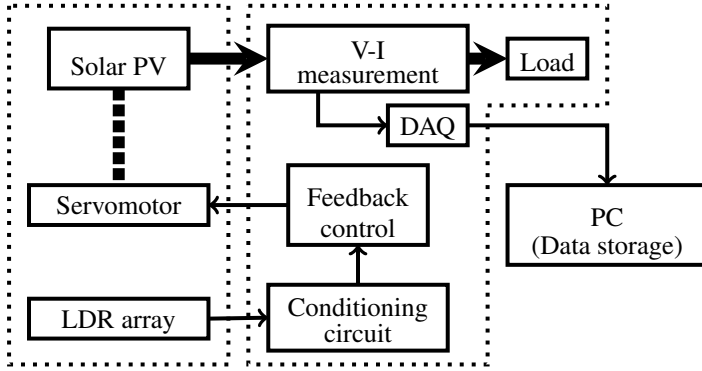 Solar PV
V-I
measurement
Load
DAQ
Servomotor
Feedback
control
PC
(Data storage)
LDR array
Conditioning
circuit